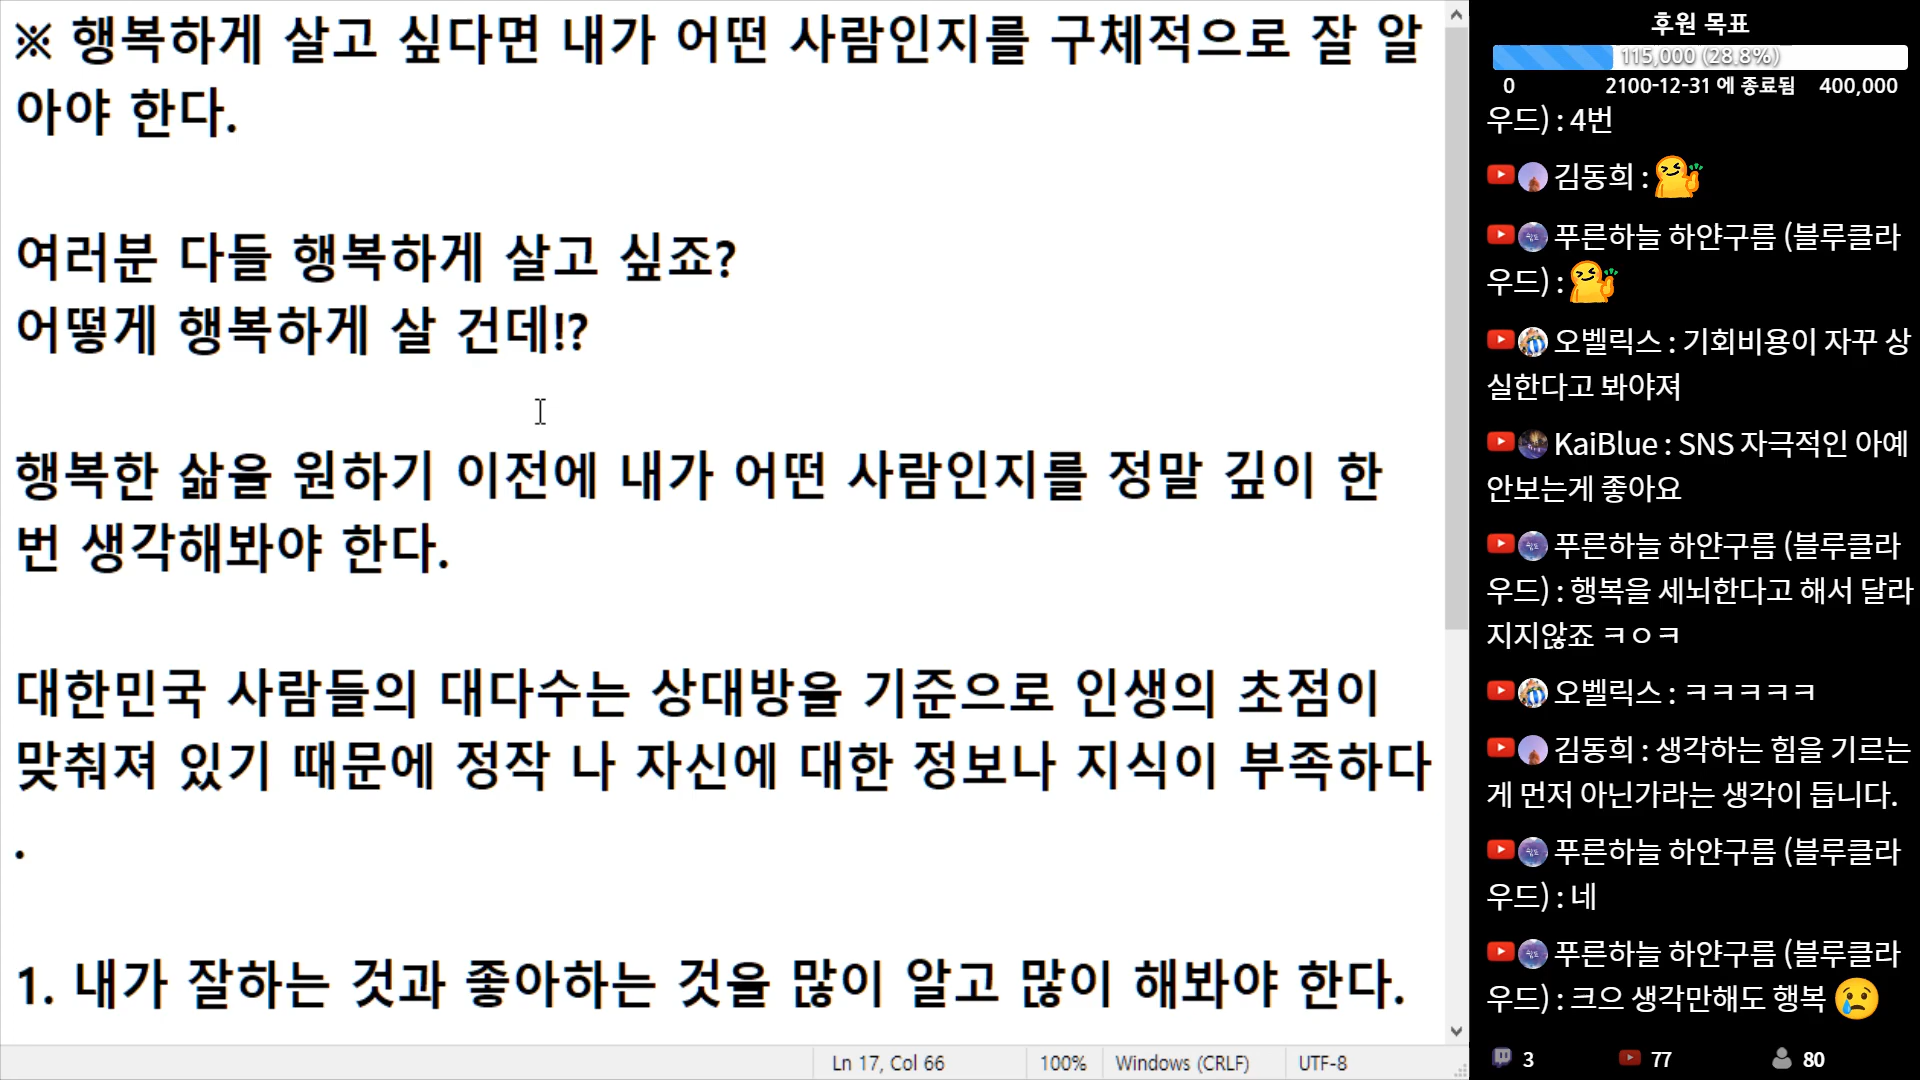 ※ 행복하게 살고 싶다면 내가 어떤 사람인지를 구체적으로 잘 알
아야 한다.
여러분 다들 행복하게 살고 싶죠?
어떻게 행복하게 살 건데!?
행복한 삶을 원하기 이전에 내가 어떤 사람인지를 정말 깊이 한
번 생각해봐야 한다.
대한민국 사람들의 대다수는 상대방을 기준으로 인생의 초점이
맞춰져 있기 때문에 정작 나 자신에 대한 정보나 지식이 부족하다
.
1. 내가 잘하는 것과 좋아하는 것을 많이 알고 많이 해봐야 한다.
Ln 17, Col 66
100%
Windows (CRLF)
UTF-8
후원 목표
115,000 (28.8%)
0 2100-12-31 에 종료됨 400,000
우드) : 4번
김동희 :
푸른하늘 하얀구름 (블루클라
우드) :
오벨릭스 : 기회비용이 자꾸 상
실한다고 봐야져
KaiBlue : SNS 자극적인 아예
안보는게 좋아요
푸른하늘 하얀구름 (블루클라
우드) : 행복을 세뇌한다고 해서 달라
지지않죠 ㅋㅇㅋ
오벨릭스 : ㅋㅋㅋㅋㅋ
김동희 : 생각하는 힘을 기르는
게 먼저 아닌가라는 생각이 듭니다.
푸른하늘 하얀구름 (블루클라
우드) : 네
푸른하늘 하얀구름 (블루클라
우드) : 크으 생각만해도 행복 😢
3 77 80